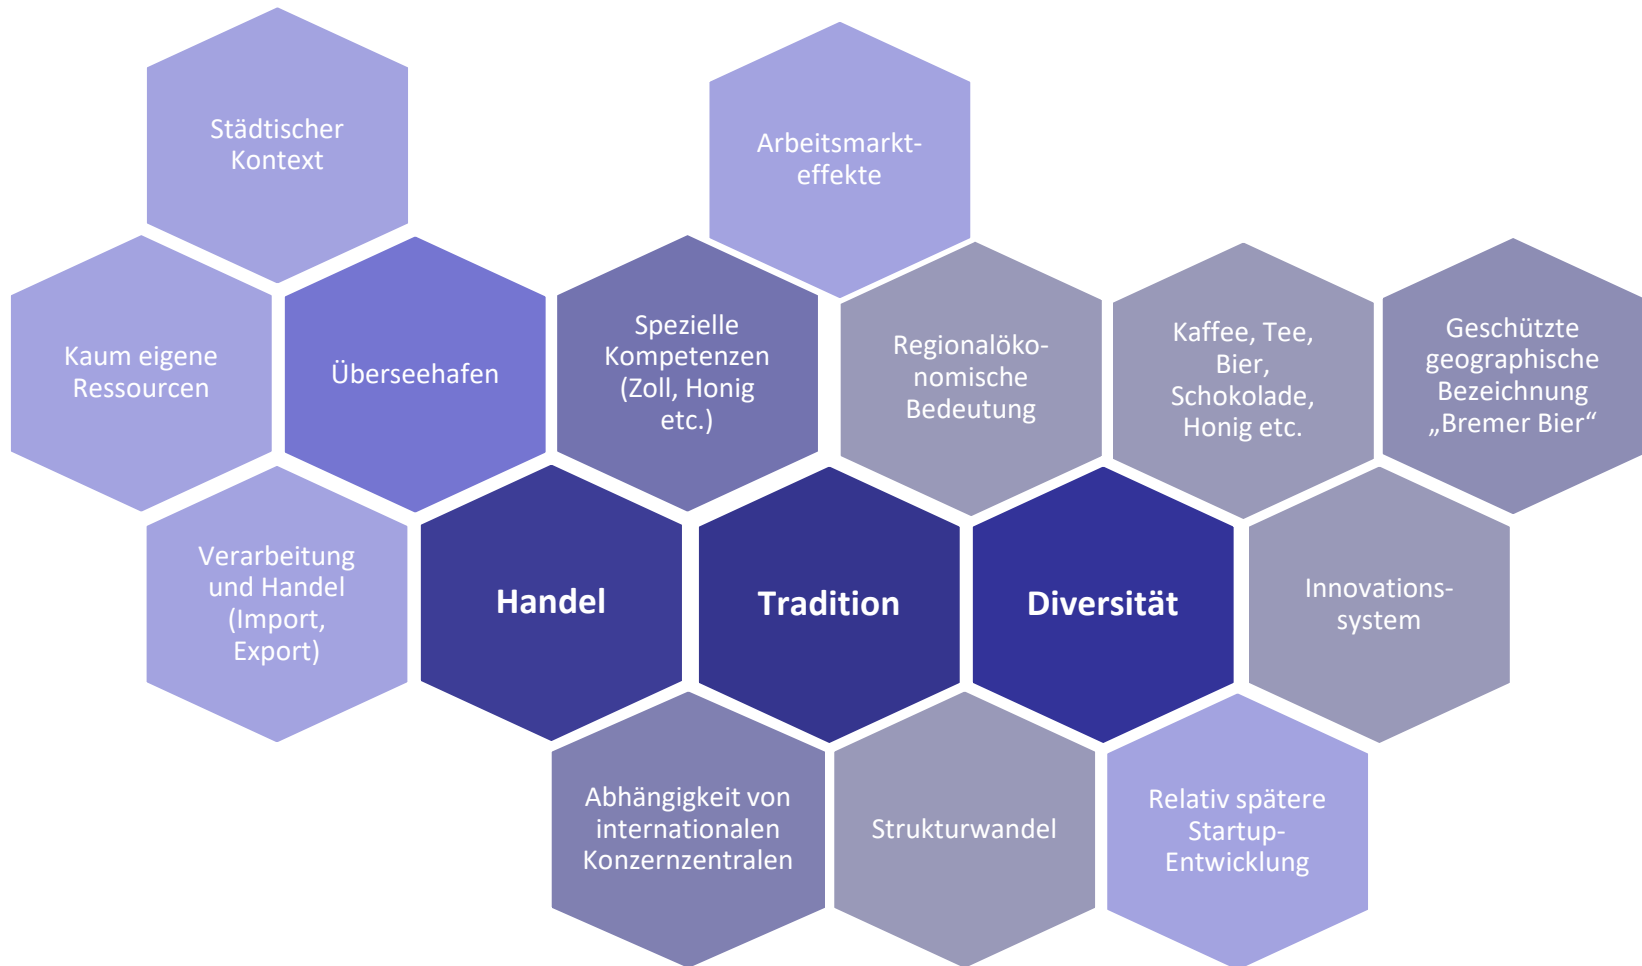 Städtischer
Kontext
Arbeitsmarkt-
effekte
Kaum eigene
Ressourcen
Überseehafen
Spezielle
Kompetenzen
(Zoll, Honig
etc.)
Regionalöko-
nomische
Bedeutung
Kaffee, Tee,
Bier,
Schokolade,
Honig etc.
Geschützte
geographische
Bezeichnung
„Bremer Bier“
Verarbeitung
und Handel
(Import,
Export)
Handel
Tradition
Diversität
Innovations-
system
Abhängigkeit von
internationalen
Konzernzentralen
Strukturwandel
Relativ spätere
Startup-
Entwicklung